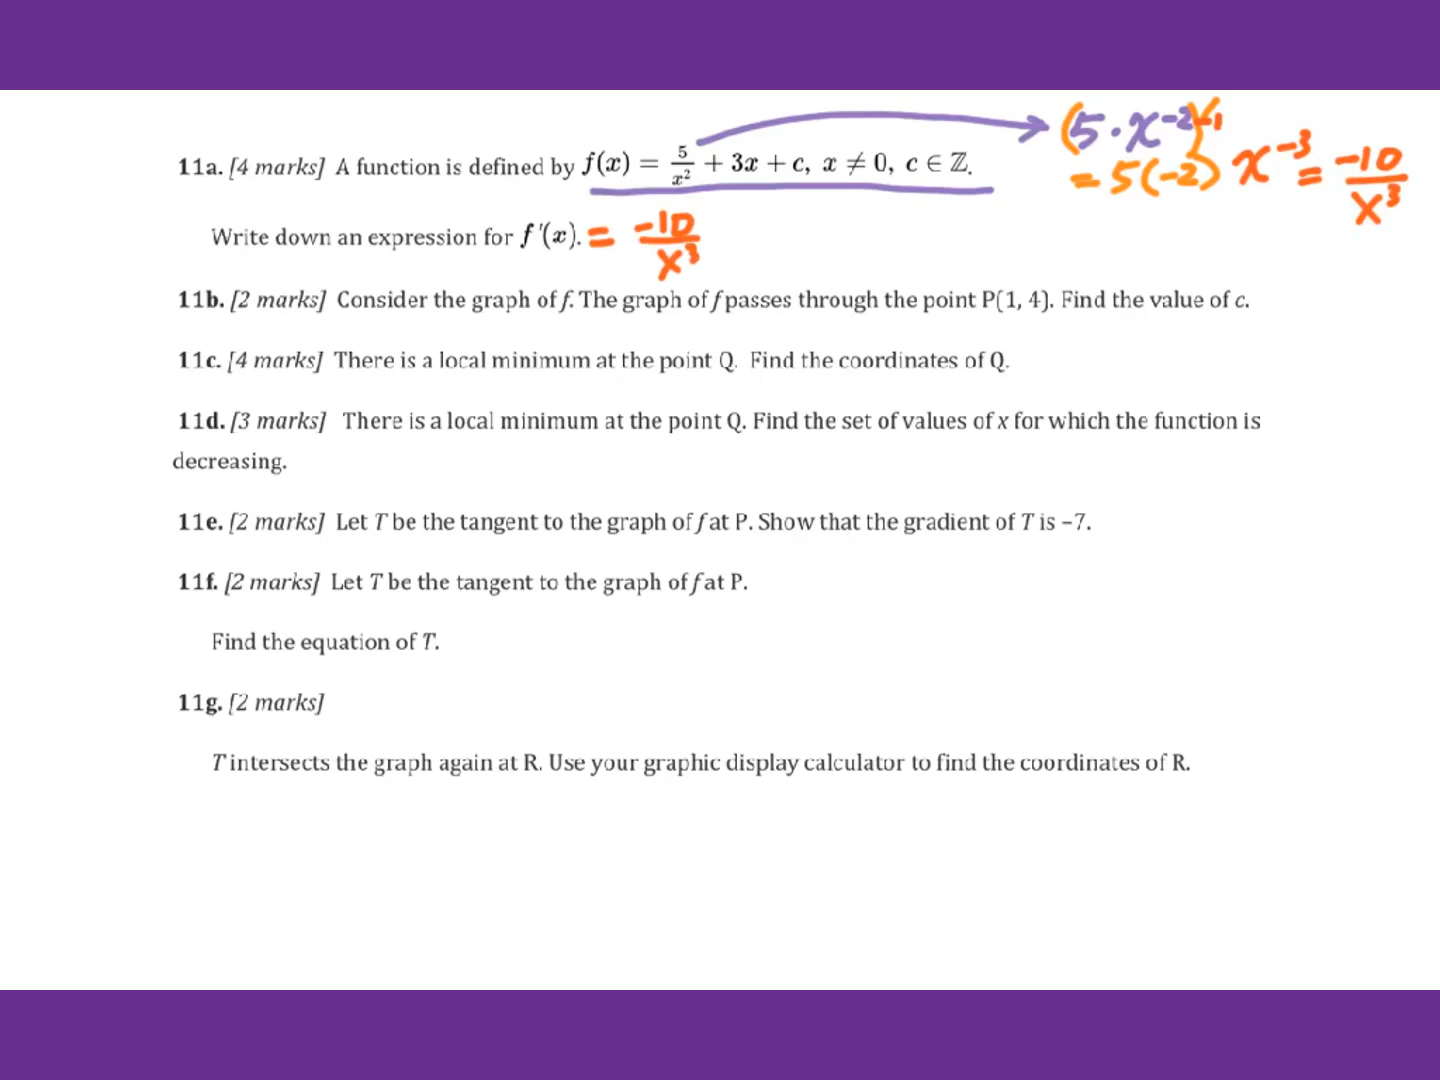 11a. [4 marks] A function is defined by f(x) = 5/x² + 3x + c, x ≠ 0, c ∈ ℤ.
(5 · x⁻²)⁻¹
= 5(-2) x⁻³ = -10/x³
Write down an expression for f′(x). = -10/x³
11b. [2 marks] Consider the graph of f. The graph of f passes through the point P(1, 4). Find the value of c.
11c. [4 marks] There is a local minimum at the point Q. Find the coordinates of Q.
11d. [3 marks] There is a local minimum at the point Q. Find the set of values of x for which the function is
decreasing.
11e. [2 marks] Let T be the tangent to the graph of f at P. Show that the gradient of T is –7.
11f. [2 marks] Let T be the tangent to the graph of f at P.
Find the equation of T.
11g. [2 marks]
T intersects the graph again at R. Use your graphic display calculator to find the coordinates of R.